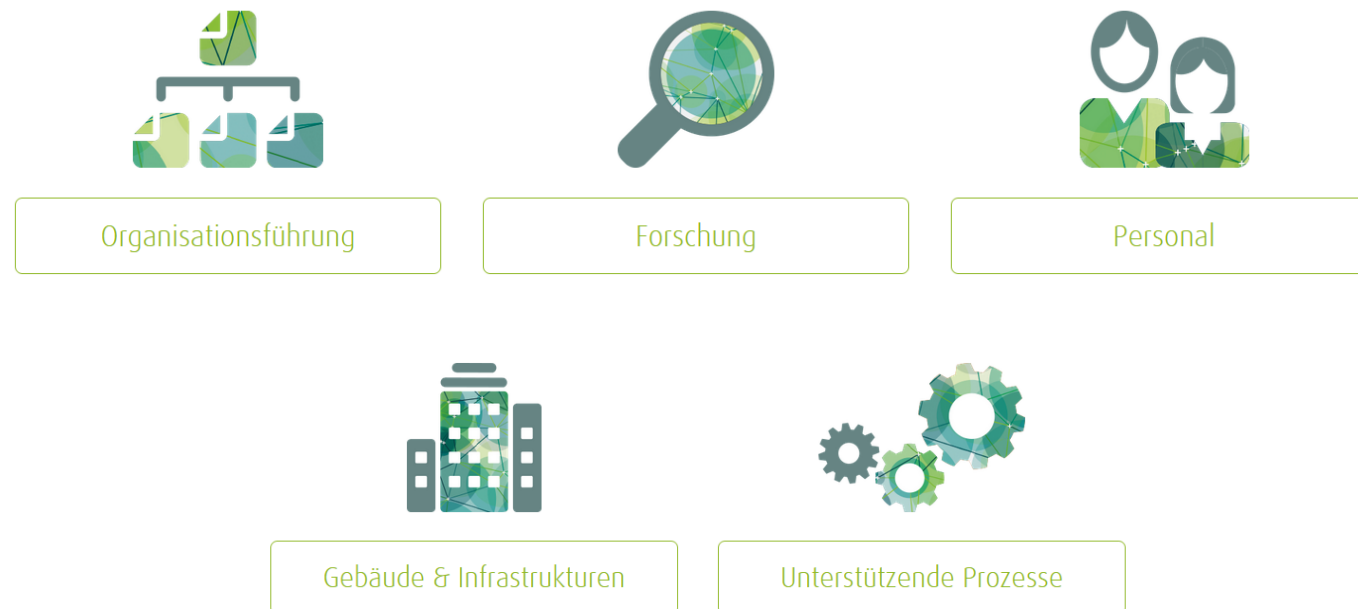 Organisationsführung
Forschung
Personal
Gebäude & Infrastrukturen
Unterstützende Prozesse